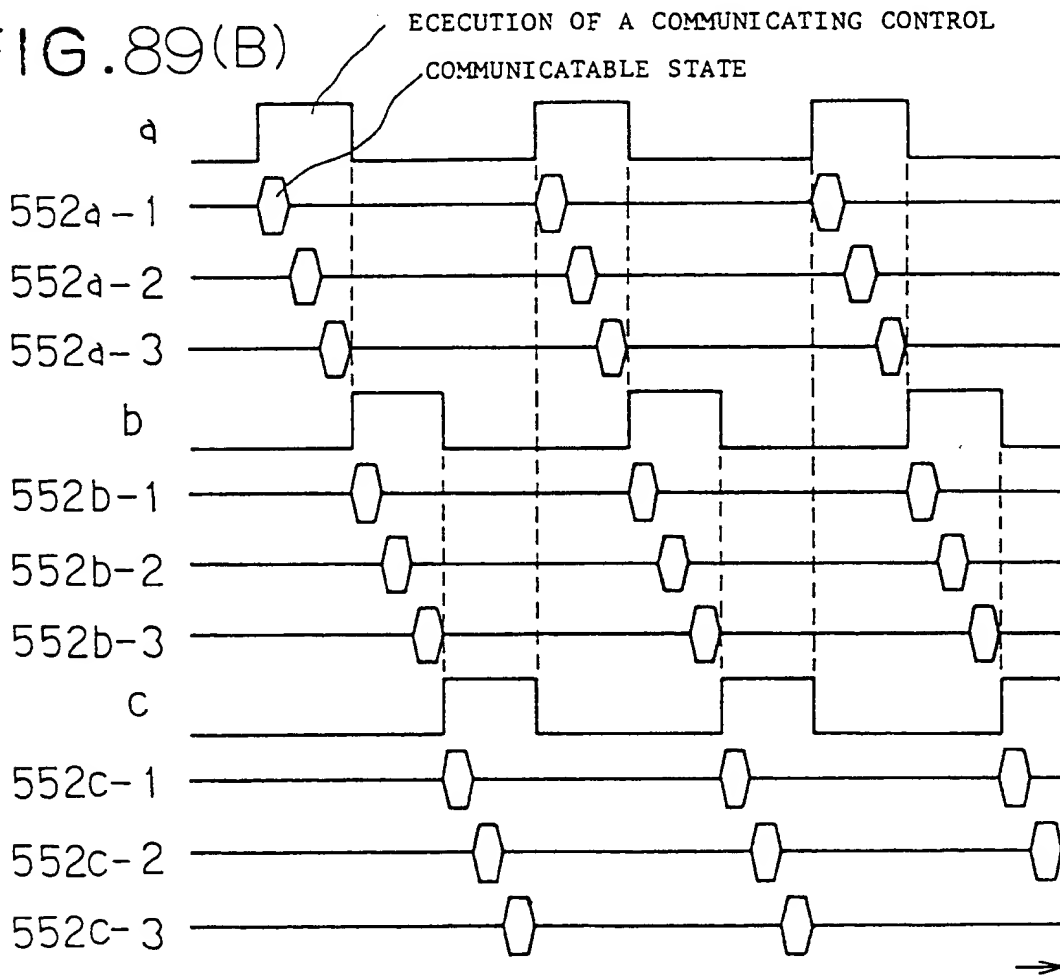 FIG.89(B)
ECECUTION OF A COMMUNICATING CONTROL
COMMUNICATABLE STATE
a
552a-1
552a-2
552a-3
b
552b-1
552b-2
552b-3
c
552c-1
552c-2
552c-3